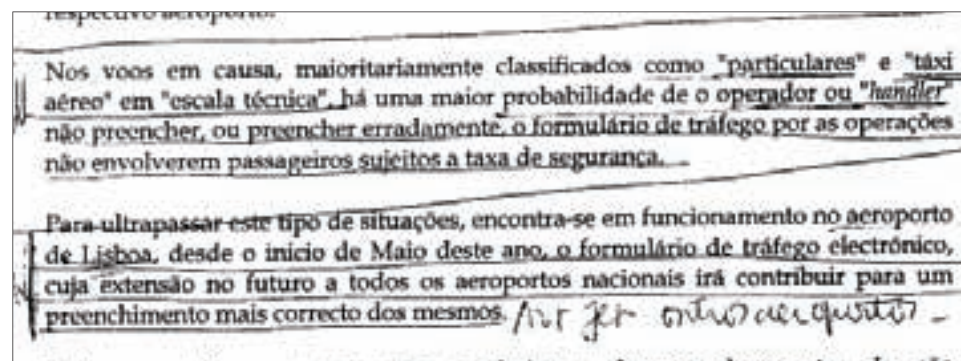 respectivo aeroporto.
Nos voos em causa, maioritariamente classificados como "particulares" e "táxi
aéreo" em "escala técnica", há uma maior probabilidade de o operador ou "handler"
não preencher, ou preencher erradamente, o formulário de tráfego por as operações
não envolverem passageiros sujeitos a taxa de segurança.
Para ultrapassar este tipo de situações, encontra-se em funcionamento no aeroporto
de Lisboa, desde o início de Maio deste ano, o formulário de tráfego electrónico,
cuja extensão no futuro a todos os aeroportos nacionais irá contribuir para um
preenchimento mais correcto dos mesmos.